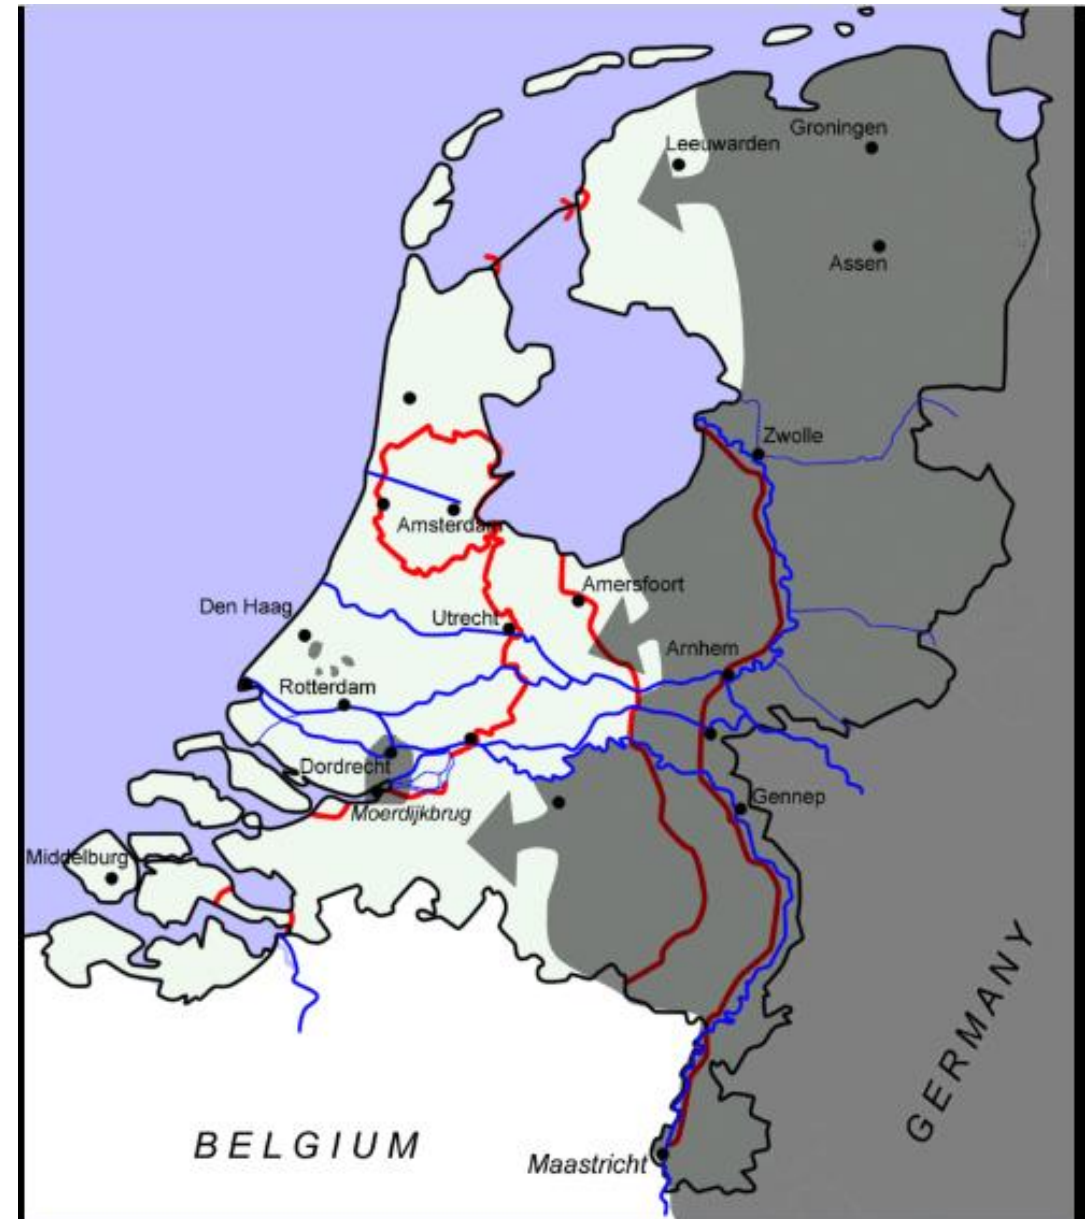 Groningen
Leeuwarden
Assen
Zwolle
Amsterdam
Amersfoort
Den Haag
Utrecht
Arnhem
Rotterdam
Dordrecht
Gennep
Moerdijkbrug
Middelburg
GERMANY
BELGIUM
Maastricht